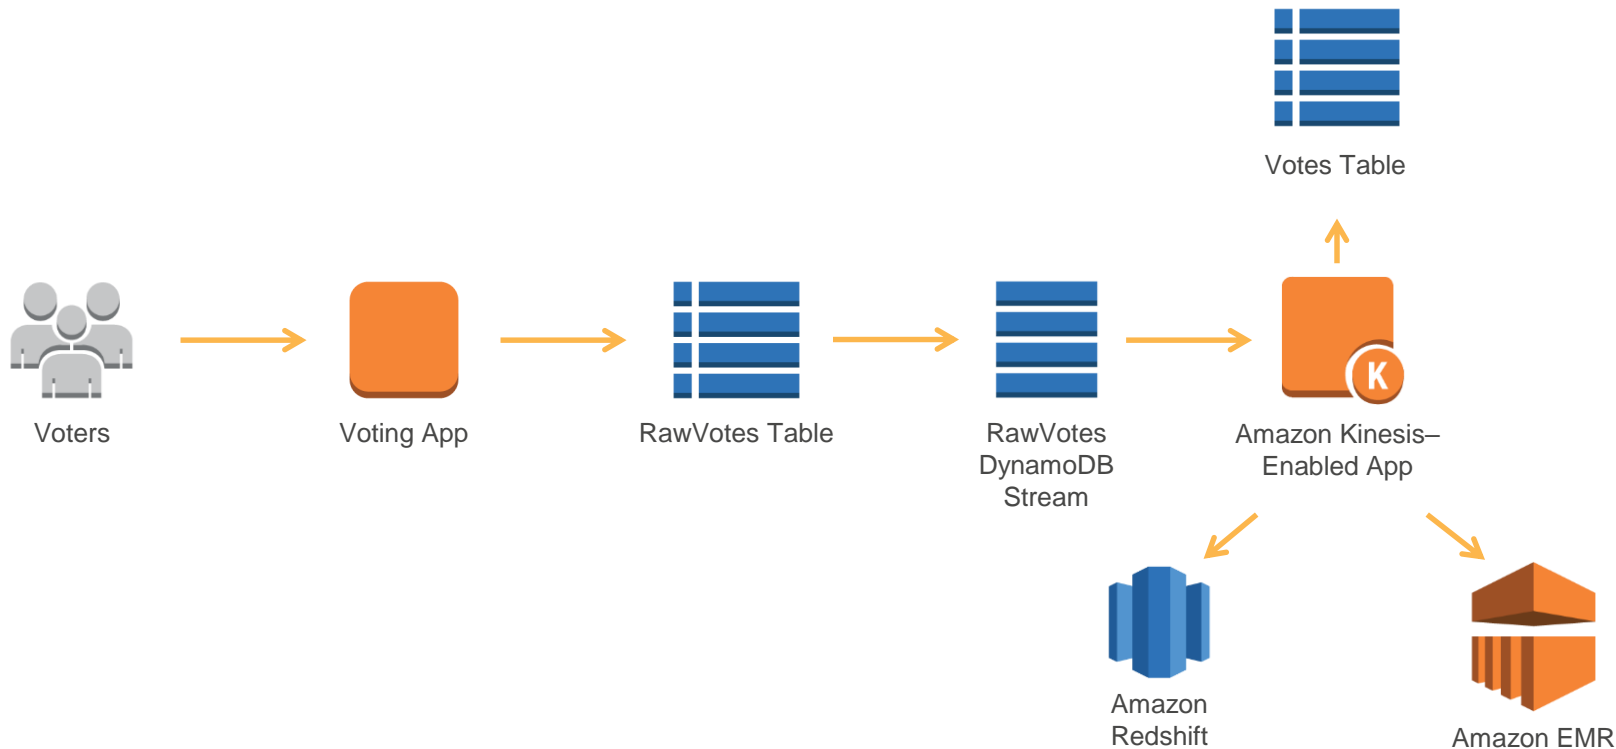 Votes Table
K
Voters
Voting App
RawVotes Table
RawVotes
DynamoDB
Stream
Amazon Kinesis–
Enabled App
Amazon
Redshift
Amazon EMR